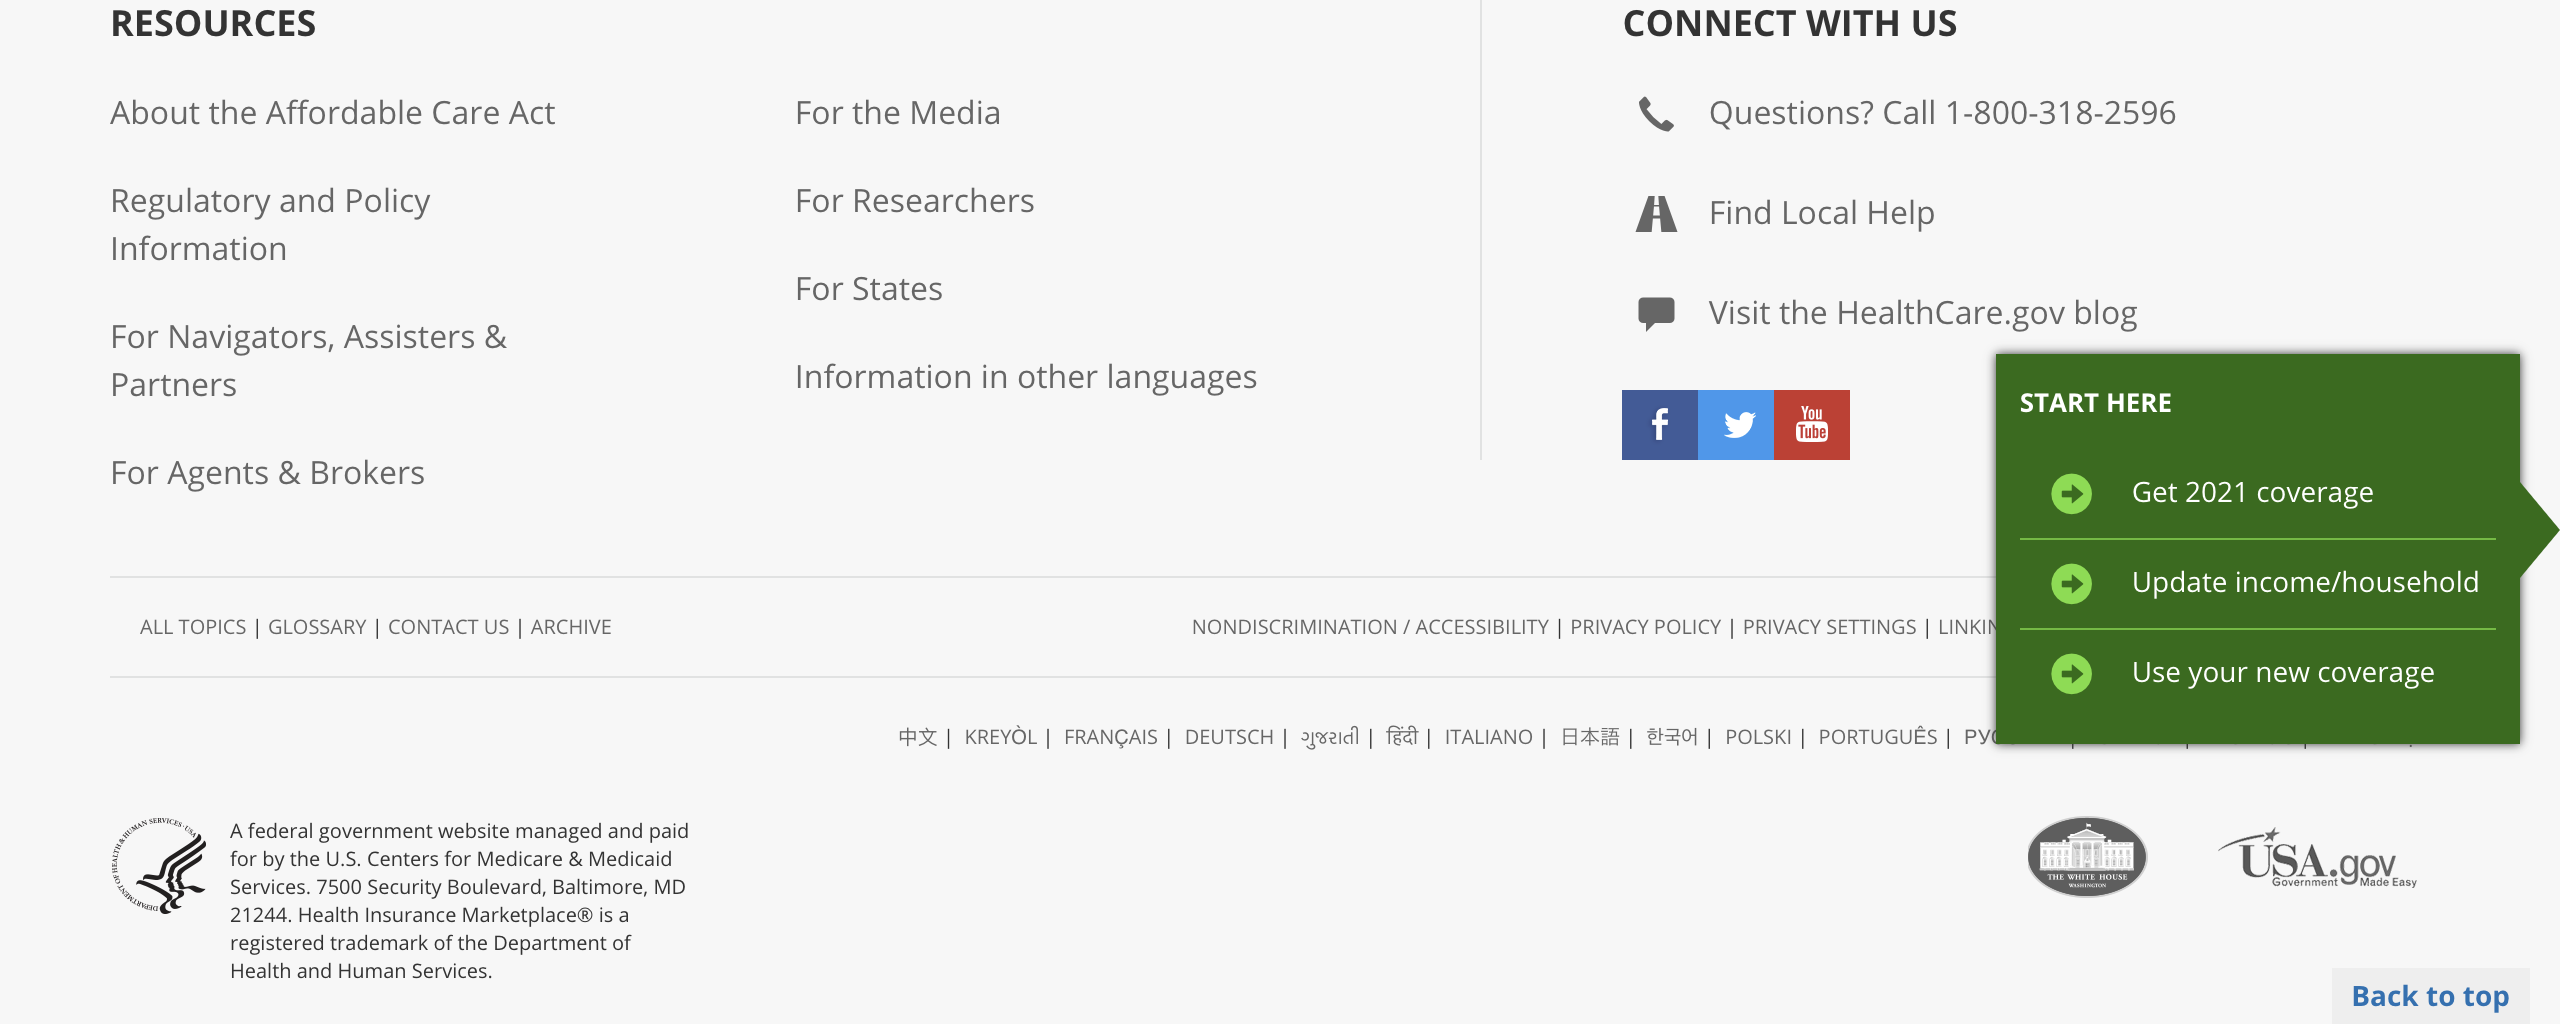 RESOURCES
About the Affordable Care Act
Regulatory and Policy
Information
For Navigators, Assisters &
Partners
For Agents & Brokers
For the Media
For Researchers
For States
Information in other languages
CONNECT WITH US
Questions? Call 1-800-318-2596
Find Local Help
Visit the HealthCare.gov blog
f
You
Tube
START HERE
Get 2021 coverage
Update income/household
Use your new coverage
ALL TOPICS | GLOSSARY | CONTACT US | ARCHIVE
NONDISCRIMINATION / ACCESSIBILITY | PRIVACY POLICY | PRIVACY SETTINGS |
中文 | KREYÒL | FRANÇAIS | DEUTSCH | ગુજરાતી | हिंदी | ITALIANO | 日本語 | 한국어 | POLSKI | PORTUGUÊS |
DEPARTMENT OF HEALTH & HUMAN SERVICES · USA
A federal government website managed and paid
for by the U.S. Centers for Medicare & Medicaid
Services. 7500 Security Boulevard, Baltimore, MD
21244. Health Insurance Marketplace® is a
registered trademark of the Department of
Health and Human Services.
THE WHITE HOUSE
WASHINGTON
USA.gov
Government Made Easy
Back to top